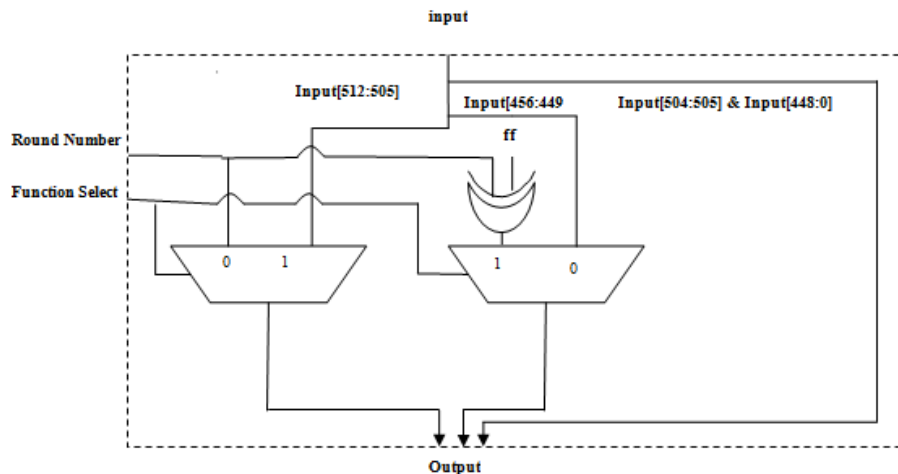 input
Input[512:505]
Input[456:449
Input[504:505] & Input[448:0]
Round Number
ff
Function Select
0 1
1 0
Output